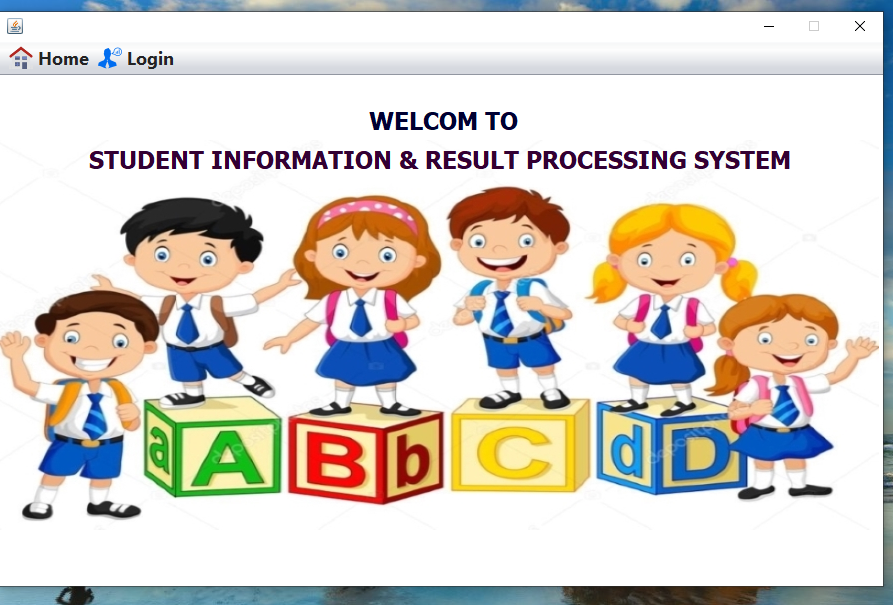 Home Login
WELCOM TO
STUDENT INFORMATION & RESULT PROCESSING SYSTEM
a A B b C d D